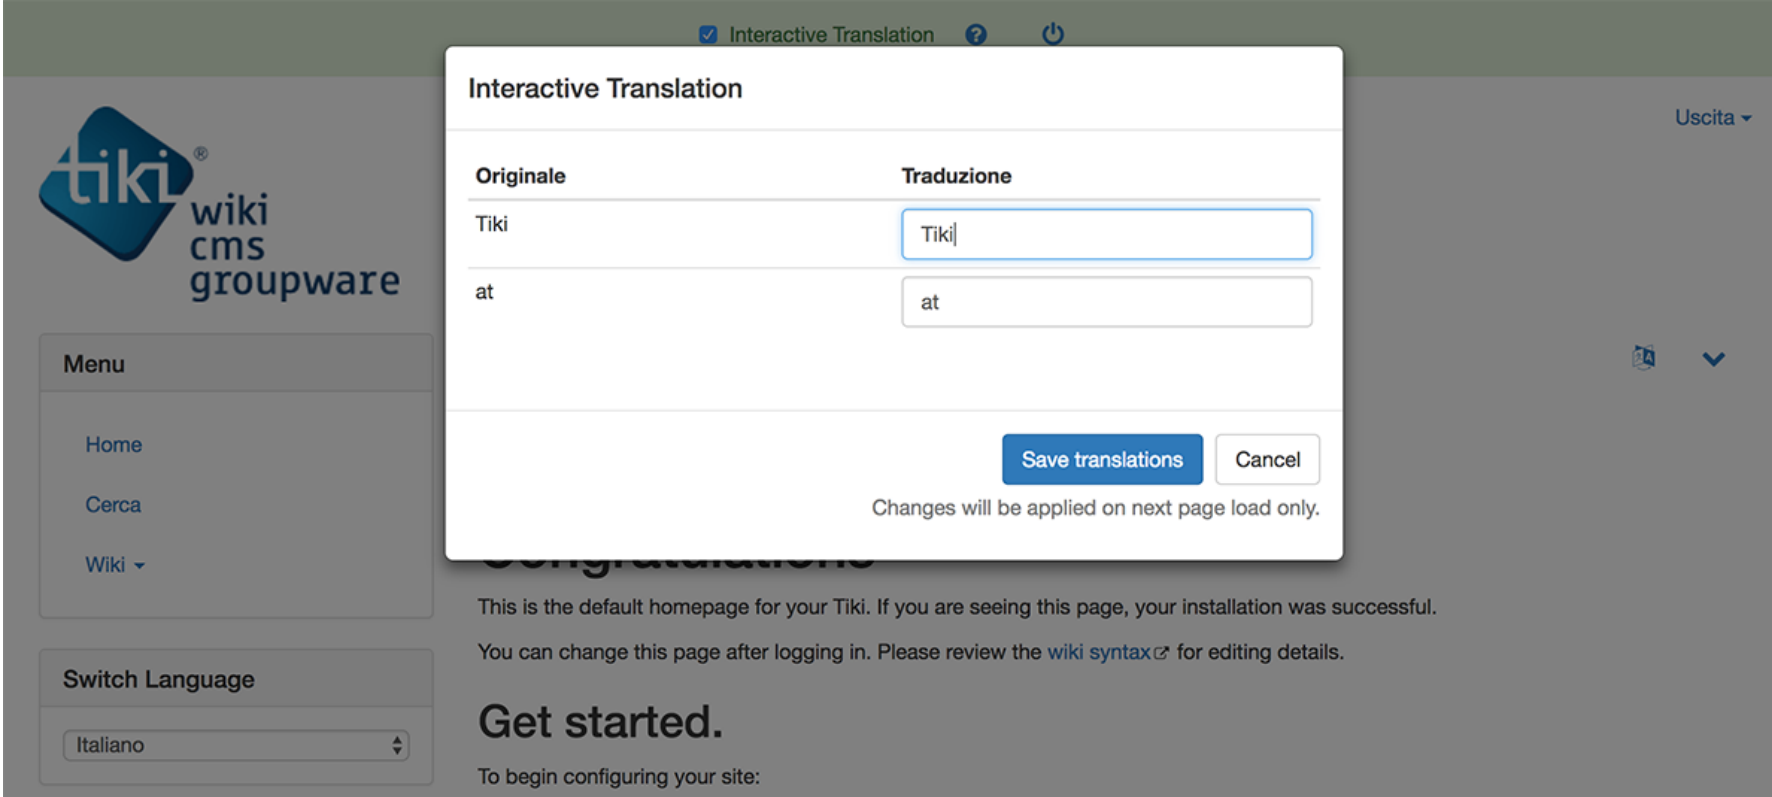 Interactive Translation
Interactive Translation
Uscita
tiki®
wiki
cms
groupware
Originale Traduzione
Tiki Tiki
at at
Menu
Home
Cerca
Wiki
Save translations Cancel
Changes will be applied on next page load only.
Congratulations
This is the default homepage for your Tiki. If you are seeing this page, your installation was successful.
You can change this page after logging in. Please review the wiki syntax for editing details.
Switch Language
Italiano
Get started.
To begin configuring your site: